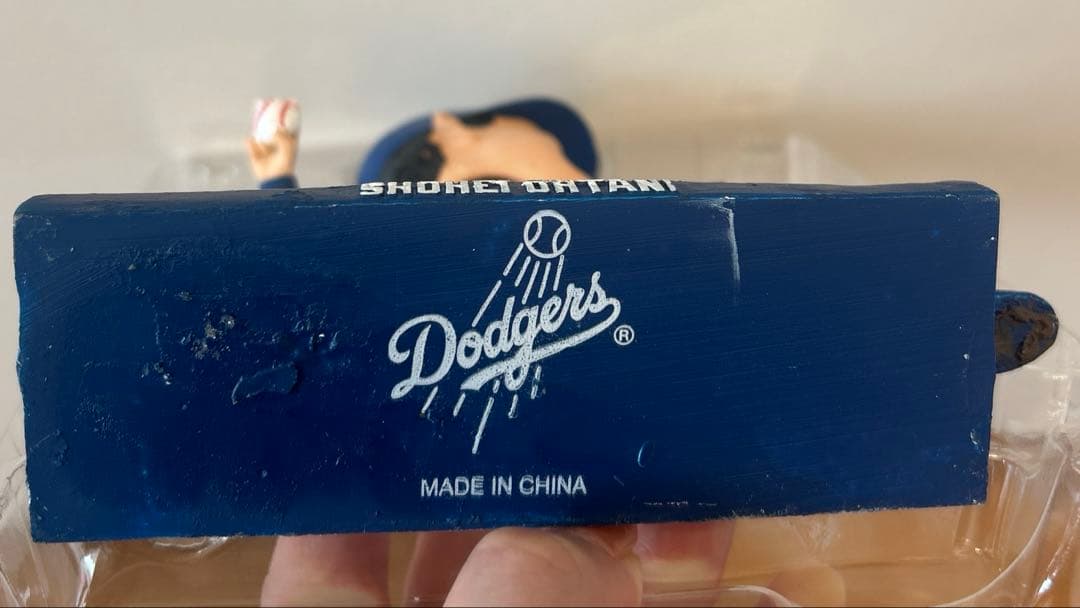 SHOHEI OHTANI
Dodgers ®
MADE IN CHINA